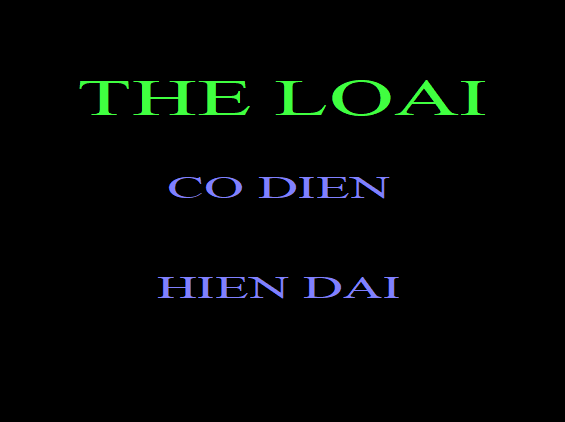 THE LOAI
CO DIEN
HIEN DAI